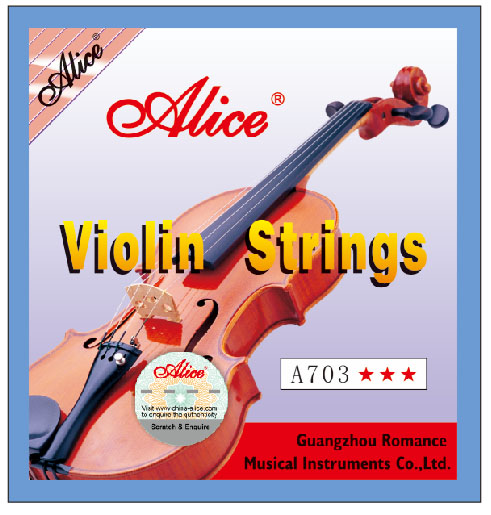 Alice®
Alice®
Violin Strings
Alice®
Visit www.china-alice.com
to enquire the quthenticity
Scratch & Enquire
A703 ★★★
Guangzhou Romance
Musical Instruments Co.,Ltd.